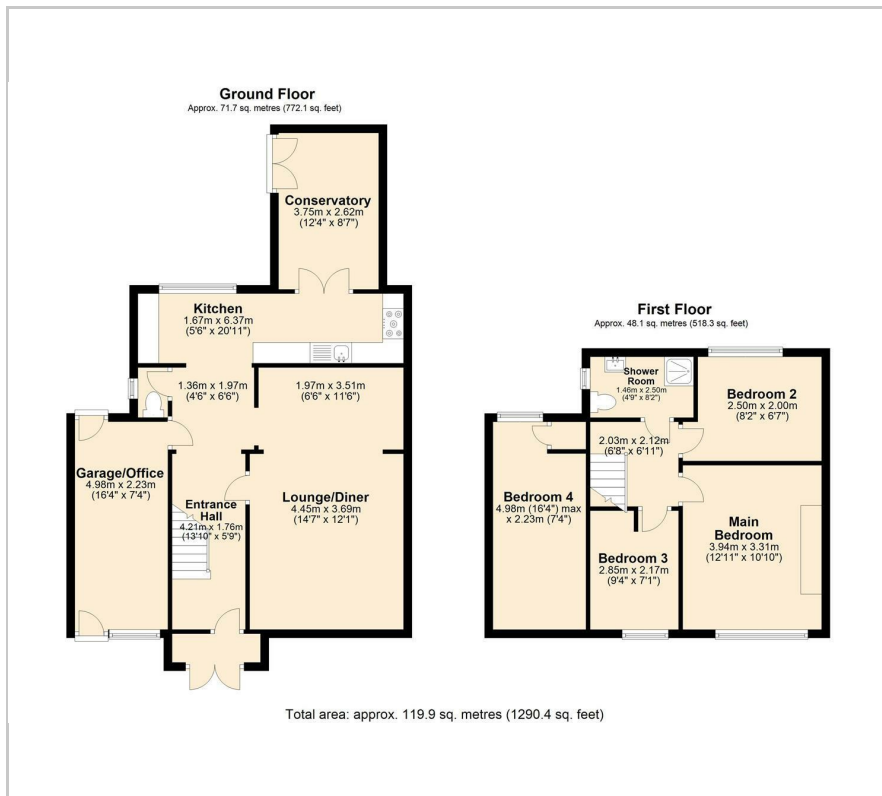 Ground Floor
Approx. 71.7 sq. metres (772.1 sq. feet)
Conservatory
3.75m x 2.62m
(12'4" x 8'7")
Kitchen
1.67m x 6.37m
(5'6" x 20'11")
1.36m x 1.97m
(4'6" x 6'6")
1.97m x 3.51m
(6'6" x 11'6")
Garage/Office
4.98m x 2.23m
(16'4" x 7'4")
Entrance
Hall
4.21m x 1.76m
(13'10" x 5'9")
Lounge/Diner
4.45m x 3.69m
(14'7" x 12'1")
First Floor
Approx. 48.1 sq. metres (518.3 sq. feet)
Shower
Room
1.46m x 2.50m
(4'9" x 8'2")
Bedroom 2
2.50m x 2.00m
(8'2" x 6'7")
2.03m x 2.12m
(6'8" x 6'11")
Bedroom 4
4.98m (16'4") max
x 2.23m (7'4")
Main
Bedroom
3.94m x 3.31m
(12'11" x 10'10")
Bedroom 3
2.85m x 2.17m
(9'4" x 7'1")
Total area: approx. 119.9 sq. metres (1290.4 sq. feet)